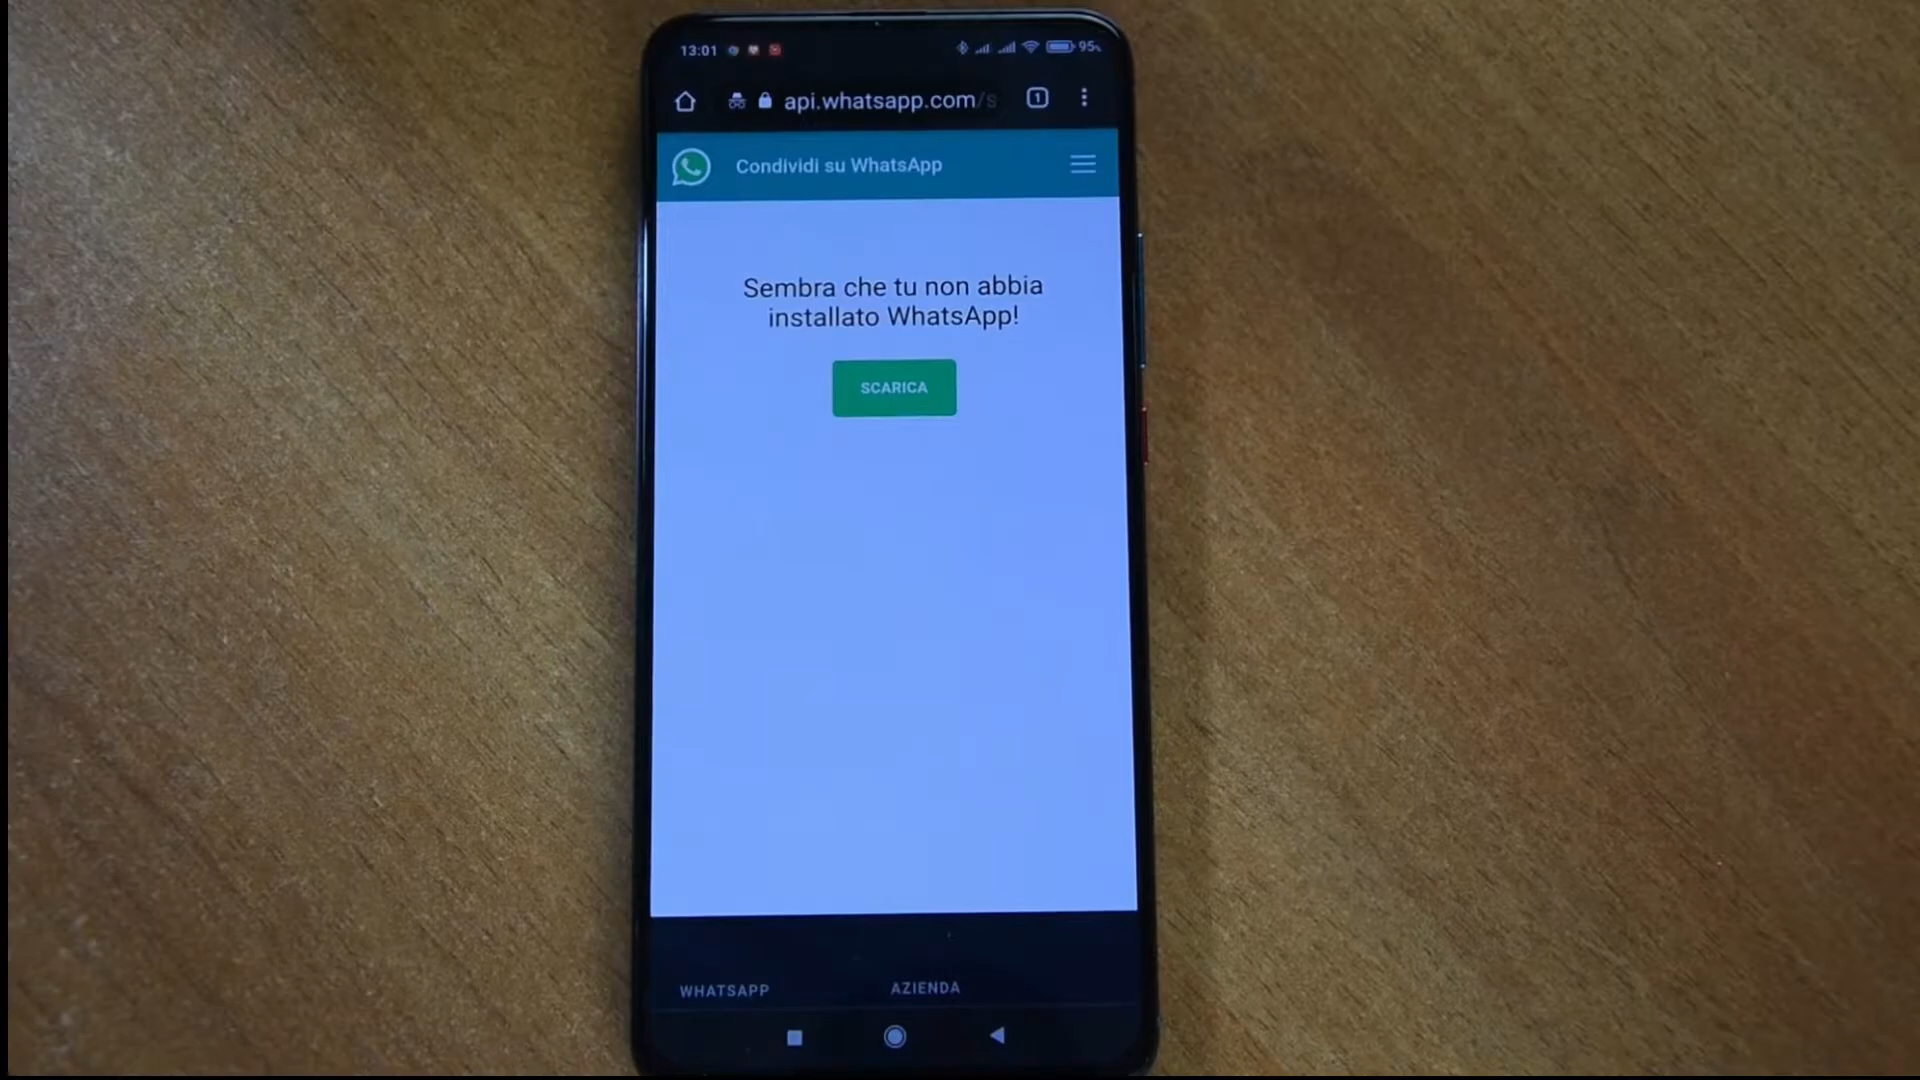 13:01
95%
api.whatsapp.com/s
1
Condividi su WhatsApp
Sembra che tu non abbia
installato WhatsApp!
SCARICA
WHATSAPP
AZIENDA